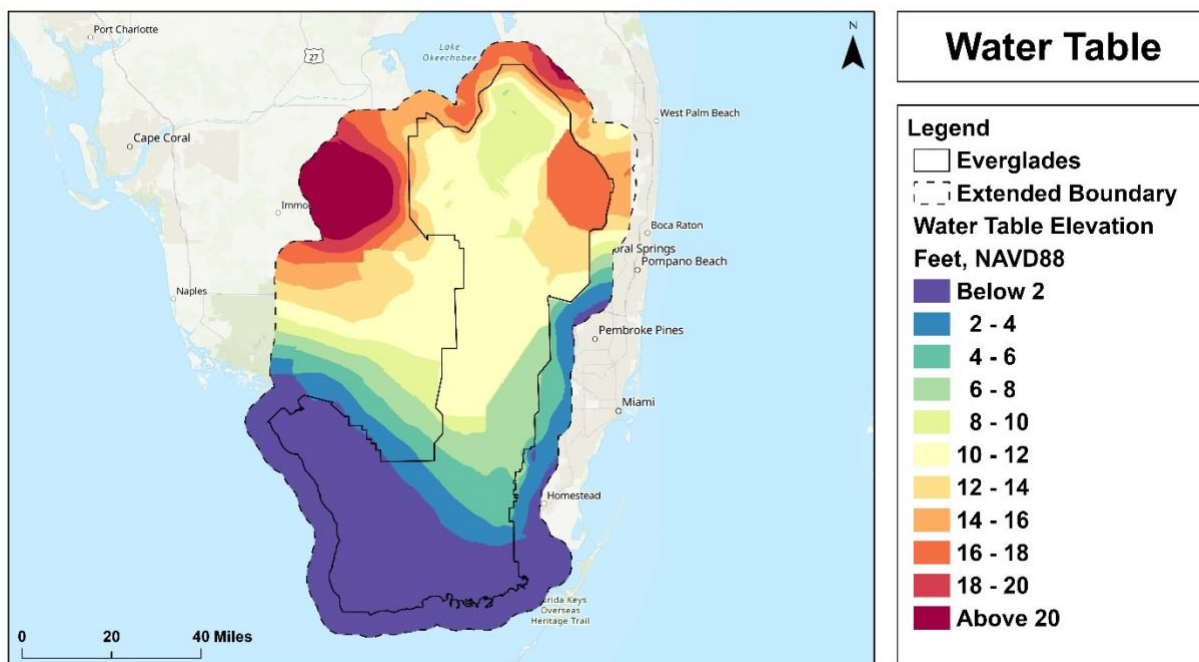 Port Charlotte
Lake
Okeechobee
N
27
West Palm Beach
Cape Coral
Immo
Boca Raton
oral Springs
Pompano Beach
Naples
Pembroke Pines
Miami
Homestead
rida Keys
Overseas
Heritage Trail
0 20 40 Miles
Water Table
Legend
Everglades
Extended Boundary
Water Table Elevation
Feet, NAVD88
Below 2
2 - 4
4 - 6
6 - 8
8 - 10
10 - 12
12 - 14
14 - 16
16 - 18
18 - 20
Above 20